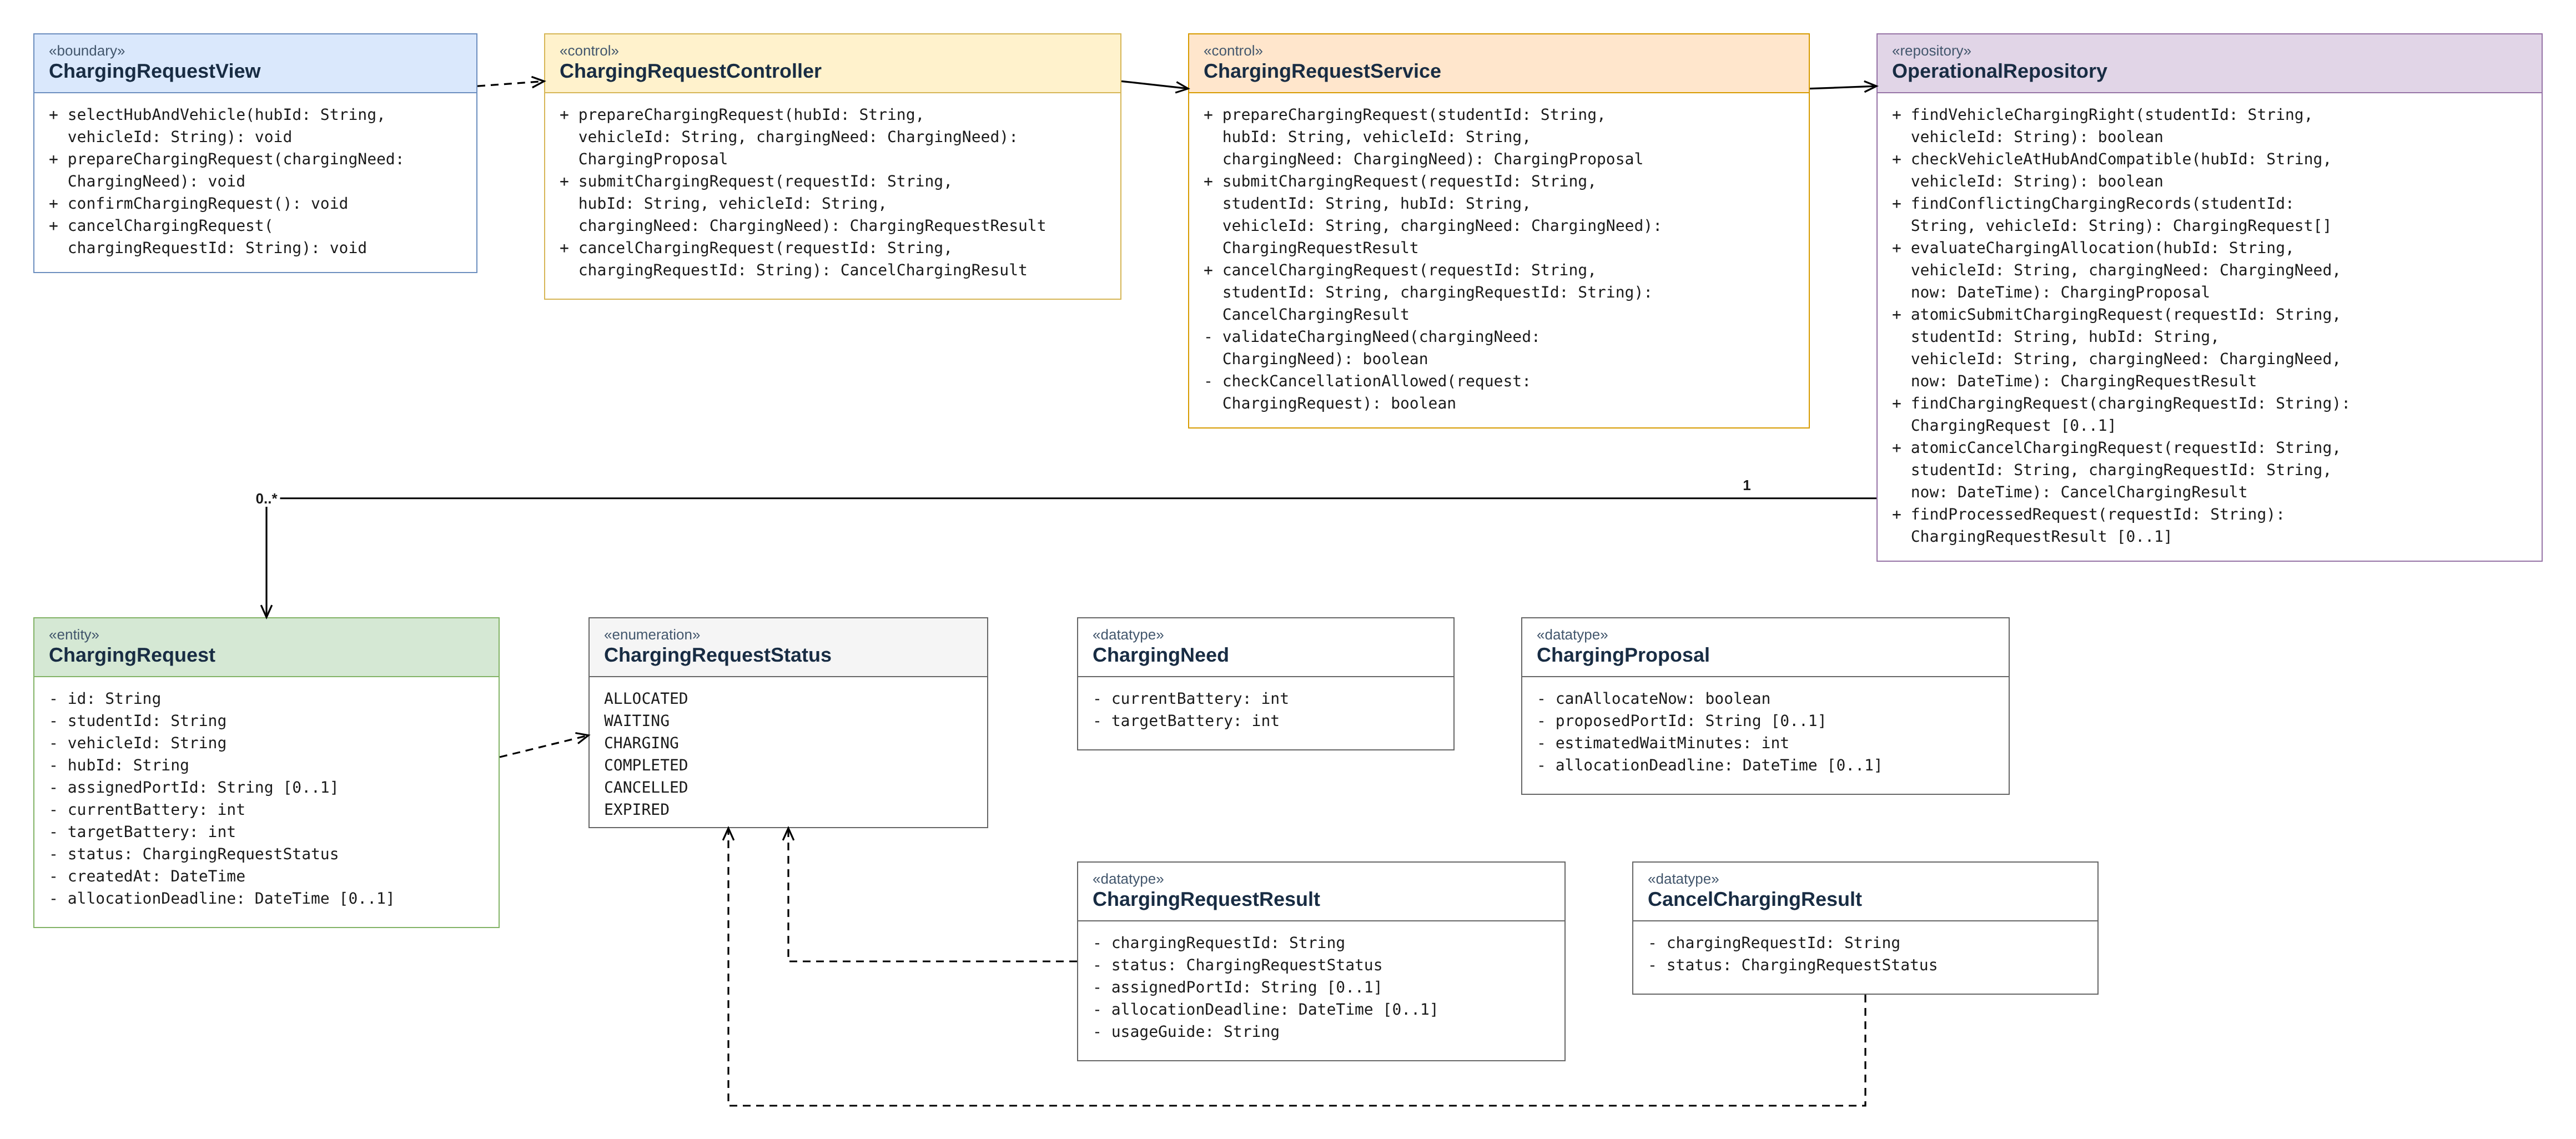 «boundary»
ChargingRequestView
+ selectHubAndVehicle(hubId: String,
vehicleId: String): void
+ prepareChargingRequest(chargingNeed:
ChargingNeed): void
+ confirmChargingRequest(): void
+ cancelChargingRequest(
chargingRequestId: String): void
«control»
ChargingRequestController
+ prepareChargingRequest(hubId: String,
vehicleId: String, chargingNeed: ChargingNeed):
ChargingProposal
+ submitChargingRequest(requestId: String,
hubId: String, vehicleId: String,
chargingNeed: ChargingNeed): ChargingRequestResult
+ cancelChargingRequest(requestId: String,
chargingRequestId: String): CancelChargingResult
«control»
ChargingRequestService
+ prepareChargingRequest(studentId: String,
hubId: String, vehicleId: String,
chargingNeed: ChargingNeed): ChargingProposal
+ submitChargingRequest(requestId: String,
studentId: String, hubId: String,
vehicleId: String, chargingNeed: ChargingNeed):
ChargingRequestResult
+ cancelChargingRequest(requestId: String,
studentId: String, chargingRequestId: String):
CancelChargingResult
- validateChargingNeed(chargingNeed:
ChargingNeed): boolean
- checkCancellationAllowed(request:
ChargingRequest): boolean
«repository»
OperationalRepository
+ findVehicleChargingRight(studentId: String,
vehicleId: String): boolean
+ checkVehicleAtHubAndCompatible(hubId: String,
vehicleId: String): boolean
+ findConflictingChargingRecords(studentId:
String, vehicleId: String): ChargingRequest[]
+ evaluateChargingAllocation(hubId: String,
vehicleId: String, chargingNeed: ChargingNeed,
now: DateTime): ChargingProposal
+ atomicSubmitChargingRequest(requestId: String,
studentId: String, hubId: String,
vehicleId: String, chargingNeed: ChargingNeed,
now: DateTime): ChargingRequestResult
+ findChargingRequest(chargingRequestId: String):
ChargingRequest [0..1]
+ atomicCancelChargingRequest(requestId: String,
studentId: String, chargingRequestId: String,
now: DateTime): CancelChargingResult
+ findProcessedRequest(requestId: String):
ChargingRequestResult [0..1]
0..*
1
«entity»
ChargingRequest
- id: String
- studentId: String
- vehicleId: String
- hubId: String
- assignedPortId: String [0..1]
- currentBattery: int
- targetBattery: int
- status: ChargingRequestStatus
- createdAt: DateTime
- allocationDeadline: DateTime [0..1]
«enumeration»
ChargingRequestStatus
ALLOCATED
WAITING
CHARGING
COMPLETED
CANCELLED
EXPIRED
«datatype»
ChargingNeed
- currentBattery: int
- targetBattery: int
«datatype»
ChargingProposal
- canAllocateNow: boolean
- proposedPortId: String [0..1]
- estimatedWaitMinutes: int
- allocationDeadline: DateTime [0..1]
«datatype»
ChargingRequestResult
- chargingRequestId: String
- status: ChargingRequestStatus
- assignedPortId: String [0..1]
- allocationDeadline: DateTime [0..1]
- usageGuide: String
«datatype»
CancelChargingResult
- chargingRequestId: String
- status: ChargingRequestStatus